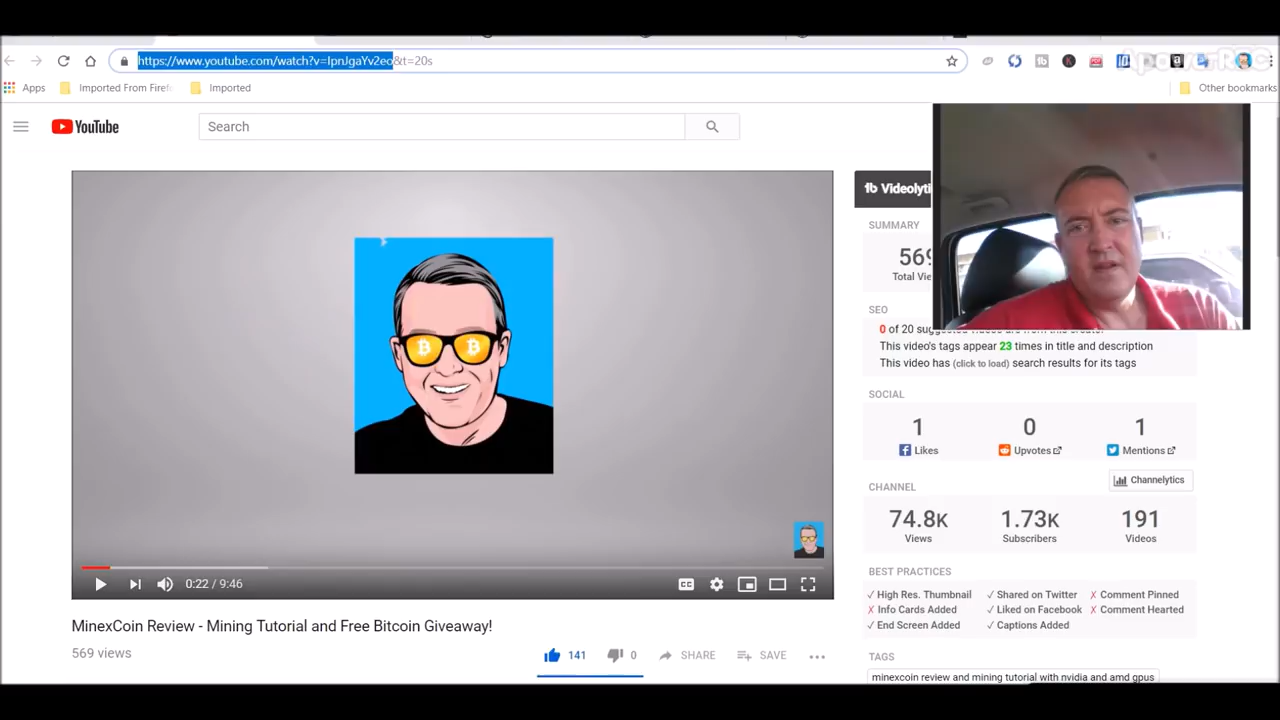 https://www.youtube.com/watch?v=IpnJgaYv2eo&t=20s
ApowerREC
Apps
Imported From Firef
Imported
Other bookmarks
YouTube
Search
Videolyti
SUMMARY
569
Total Vie
SEO
0 of 20 suggested videos are from this creator
This video's tags appear 23 times in title and description
This video has (click to load) search results for its tags
SOCIAL
1
0
1
Likes
Upvotes
Mentions
CHANNEL
Channelytics
74.8K
1.73K
191
Views
Subscribers
Videos
0:22 / 9:46
CC
BEST PRACTICES
✓ High Res. Thumbnail
✓ Shared on Twitter
✗ Comment Pinned
✗ Info Cards Added
✓ Liked on Facebook
✗ Comment Hearted
✓ End Screen Added
✓ Captions Added
MinexCoin Review - Mining Tutorial and Free Bitcoin Giveaway!
569 views
141
0
SHARE
SAVE
TAGS
minexcoin review and mining tutorial with nvidia and amd gpus